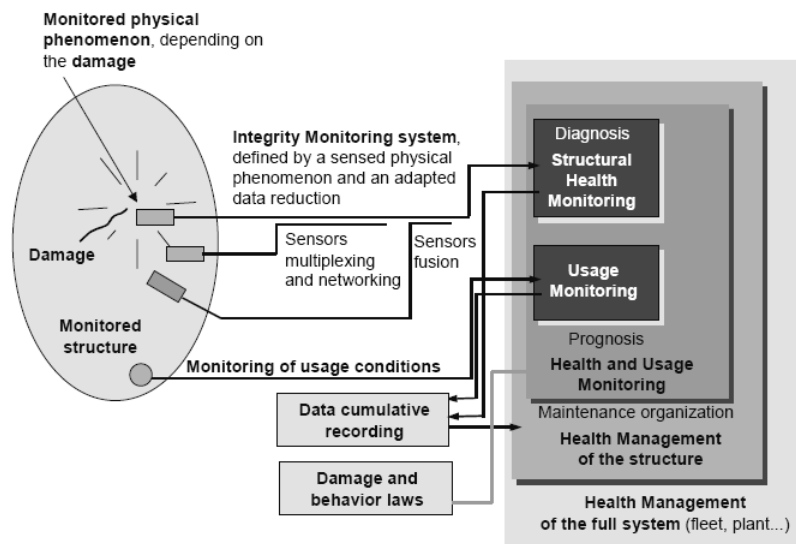 Monitored physical
phenomenon, depending on
the damage
Integrity Monitoring system,
defined by a sensed physical
phenomenon and an adapted
data reduction
Damage
Sensors
multiplexing
and networking
Sensors
fusion
Monitored
structure
Monitoring of usage conditions
Data cumulative
recording
Damage and
behavior laws
Diagnosis
Structural
Health
Monitoring
Usage
Monitoring
Prognosis
Health and Usage
Monitoring
Maintenance organization
Health Management
of the structure
Health Management
of the full system (fleet, plant...)